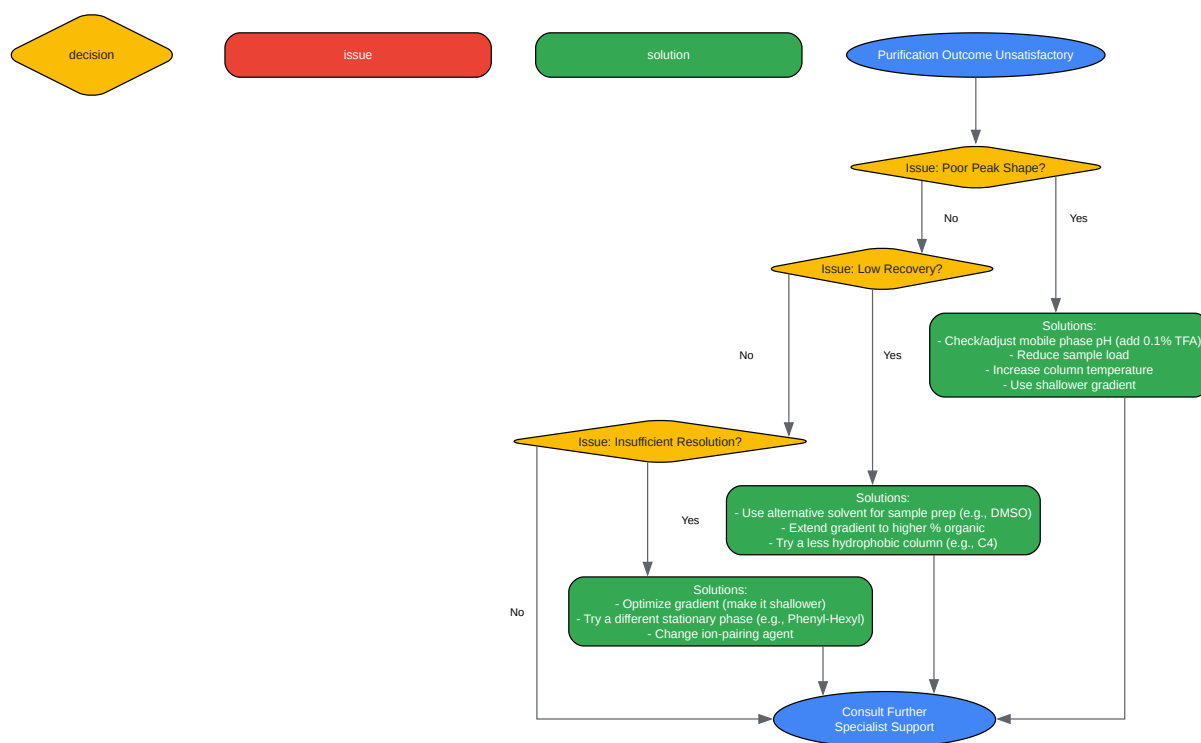 decision
issue
solution
Purification Outcome Unsatisfactory
Issue: Poor Peak Shape?
No
Yes
Issue: Low Recovery?
Solutions:
- Check/adjust mobile phase pH (add 0.1% TFA)
- Reduce sample load
- Increase column temperature
- Use shallower gradient
No
Yes
Issue: Insufficient Resolution?
Solutions:
- Use alternative solvent for sample prep (e.g., DMSO)
- Extend gradient to higher % organic
- Try a less hydrophobic column (e.g., C4)
Yes
No
Solutions:
- Optimize gradient (make it shallower)
- Try a different stationary phase (e.g., Phenyl-Hexyl)
- Change ion-pairing agent
Consult Further
Specialist Support